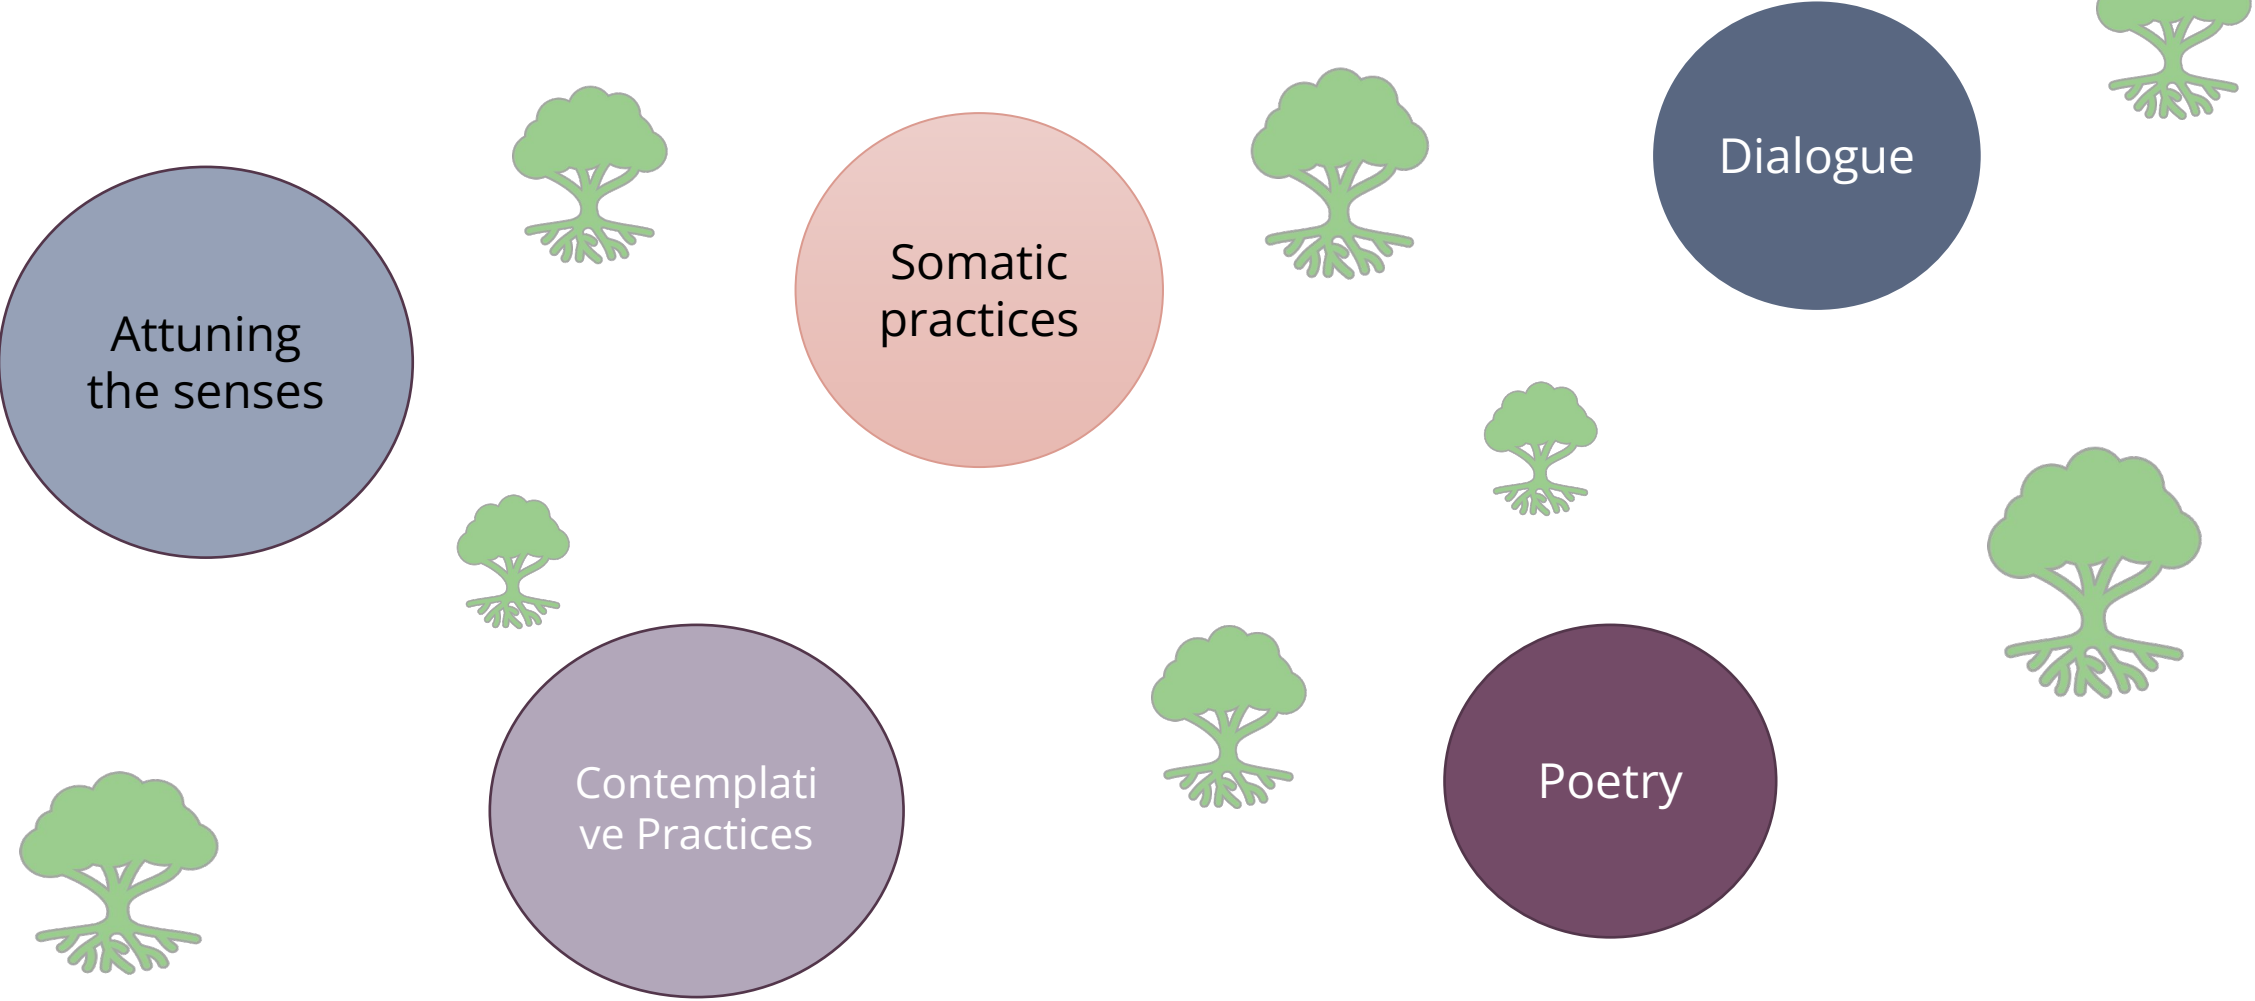 Attuning
the senses
Somatic
practices
Dialogue
Contemplati
ve Practices
Poetry